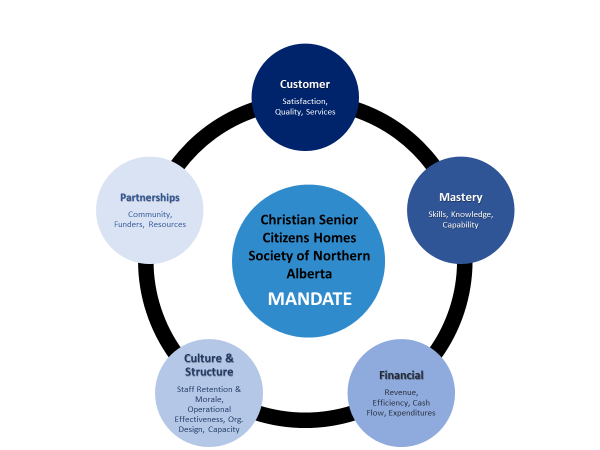 Customer
Satisfaction,
Quality, Services
Partnerships
Community,
Funders, Resources
Mastery
Skills, Knowledge,
Capability
Christian Senior
Citizens Homes
Society of Northern
Alberta
MANDATE
Culture &
Structure
Staff Retention &
Morale,
Operational
Effectiveness, Org.
Design, Capacity
Financial
Revenue,
Efficiency, Cash
Flow, Expenditures